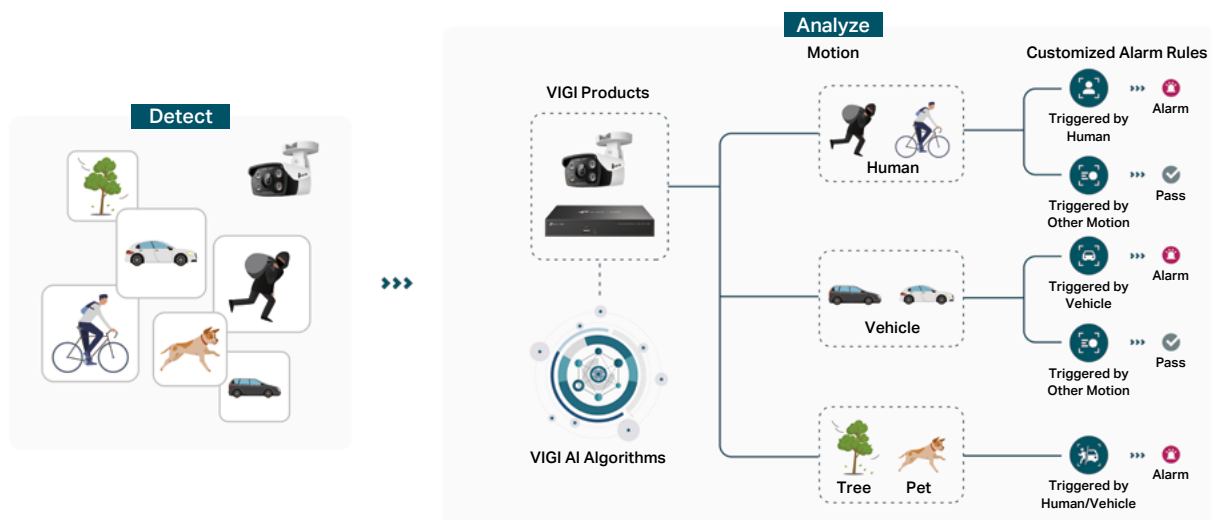 Detect
Analyze
VIGI Products
VIGI AI Algorithms
Motion
Human
Vehicle
Tree
Pet
Customized Alarm Rules
Triggered by
Human
Alarm
Triggered by
Other Motion
Pass
Triggered by
Vehicle
Alarm
Triggered by
Other Motion
Pass
Triggered by
Human/Vehicle
Alarm